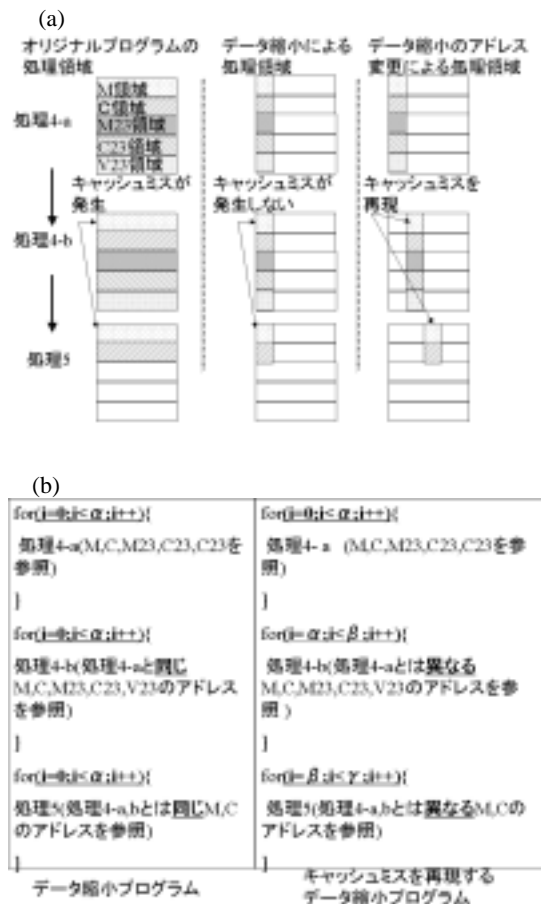 (a)
オリジナルプログラムの
処理領域
データ縮小による
処理領域
データ縮小のアドレス
変更による処理領域
処理4-a
M領域
C領域
M23領域
C23領域
V23領域
キャッシュミスが
発生
キャッシュミスが
発生しない
キャッシュミスを
再現
処理4-b
処理5
(b)
for(i=0;i<α;i++){
処理4-a(M,C,M23,C23,C23を
参照)
}
for(i=0;i<α;i++){
処理4-b(処理4-aと同じ
M,C,M23,C23,V23のアドレス
を参照)
}
for(i=0;i<α;i++){
処理5(処理4-a,bとは同じM,C
のアドレスを参照)
}
データ縮小プログラム
for(i=0;i<α;i++){
処理4- a (M,C,M23,C23,C23を参
照)
}
for(i=α;i<β;i++){
処理4-b(処理4-aとは異なる
M,C,M23,C23,V23のアドレスを参
照 )
}
for(i=β;i<γ;i++){
処理5(処理4-a,bとは異なるM,Cの
アドレスを参照)
}
キャッシュミスを再現する
データ縮小プログラム